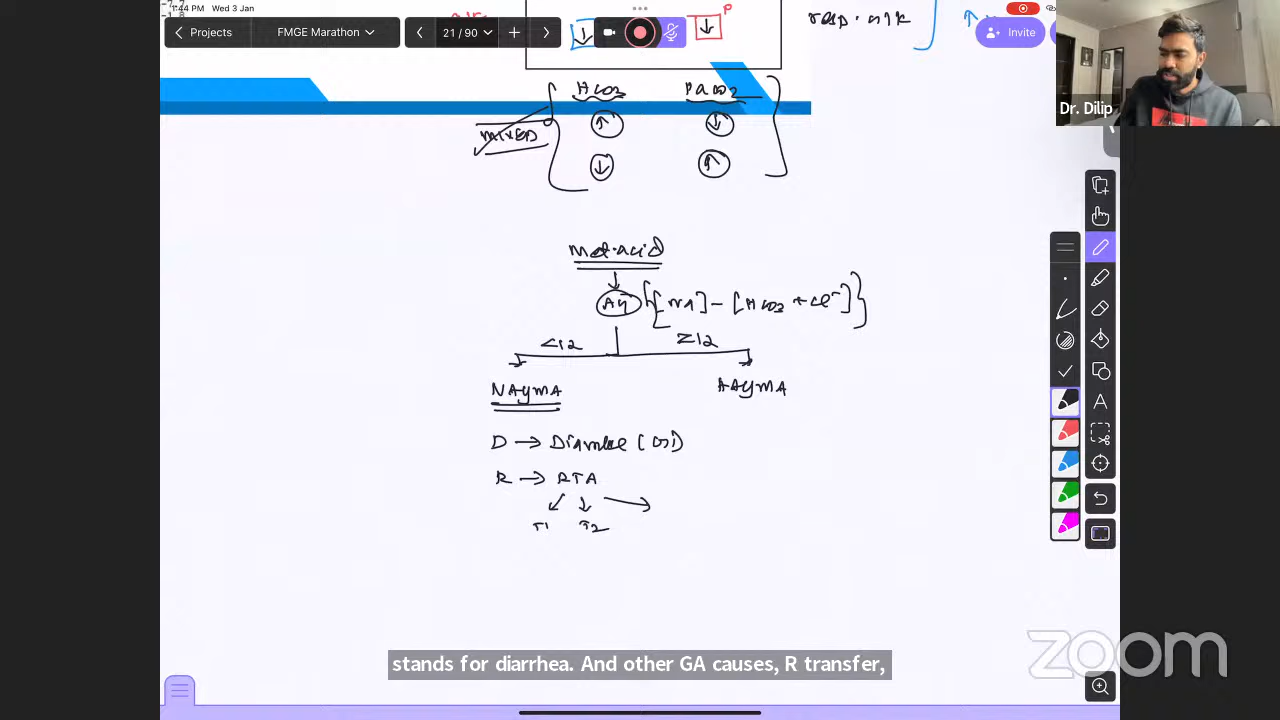 1:44 PM Wed 3 Jan
Projects
FMGE Marathon
21 / 90
Invite
P
resp. alk
Dr. Dilip
HCO3 PaCO2
MIXED
↑ ↓
↓ ↑
Met. acid
AG {[Na] - [HCO3 + Cl-]}
<12 ≥12
NAGMA HAGMA
D → Diarrhea (GI)
R → RTA
T1 T2
stands for diarrhea. And other GA causes, R transfer,
zoom